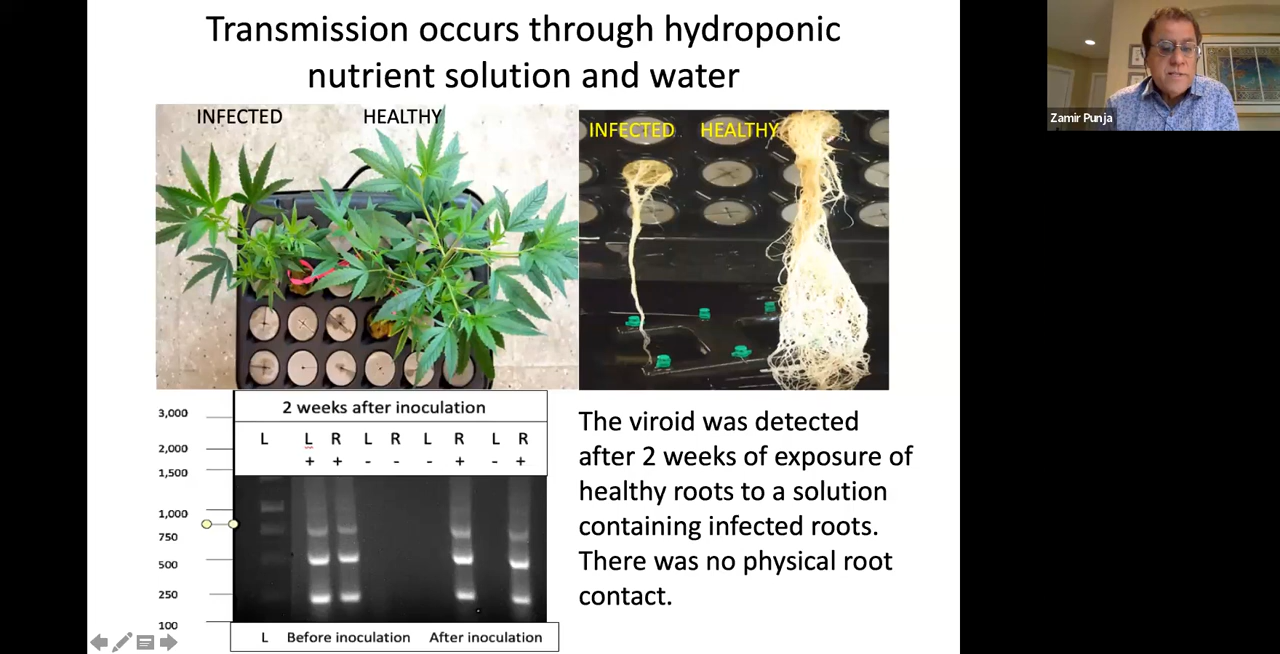 Transmission occurs through hydroponic
nutrient solution and water
INFECTED HEALTHY
INFECTED HEALTHY
Zamir Punja
2 weeks after inoculation
L L R L R L R L R
+ + - - - + - +
3,000
2,000
1,500
1,000
750
500
250
100
L Before inoculation After inoculation
The viroid was detected
after 2 weeks of exposure of
healthy roots to a solution
containing infected roots.
There was no physical root
contact.